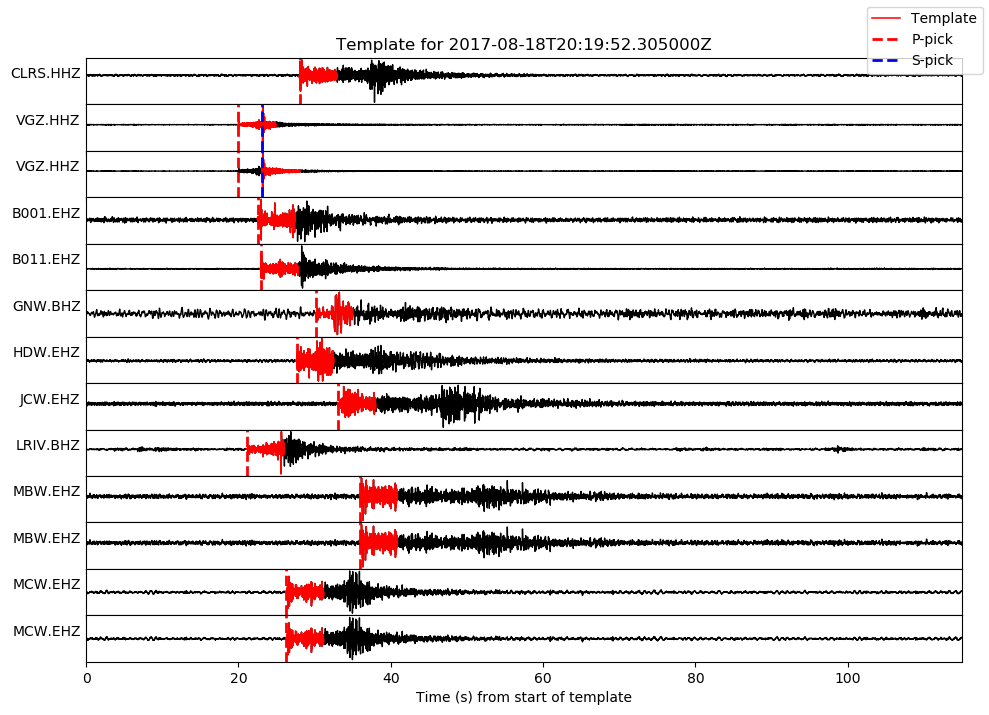 Template
P-pick
S-pick
Template for 2017-08-18T20:19:52.305000Z
CLRS.HHZ
VGZ.HHZ
VGZ.HHZ
B001.EHZ
B011.EHZ
GNW.BHZ
HDW.EHZ
JCW.EHZ
LRIV.BHZ
MBW.EHZ
MBW.EHZ
MCW.EHZ
MCW.EHZ
0 20 40 60 80 100
Time (s) from start of template